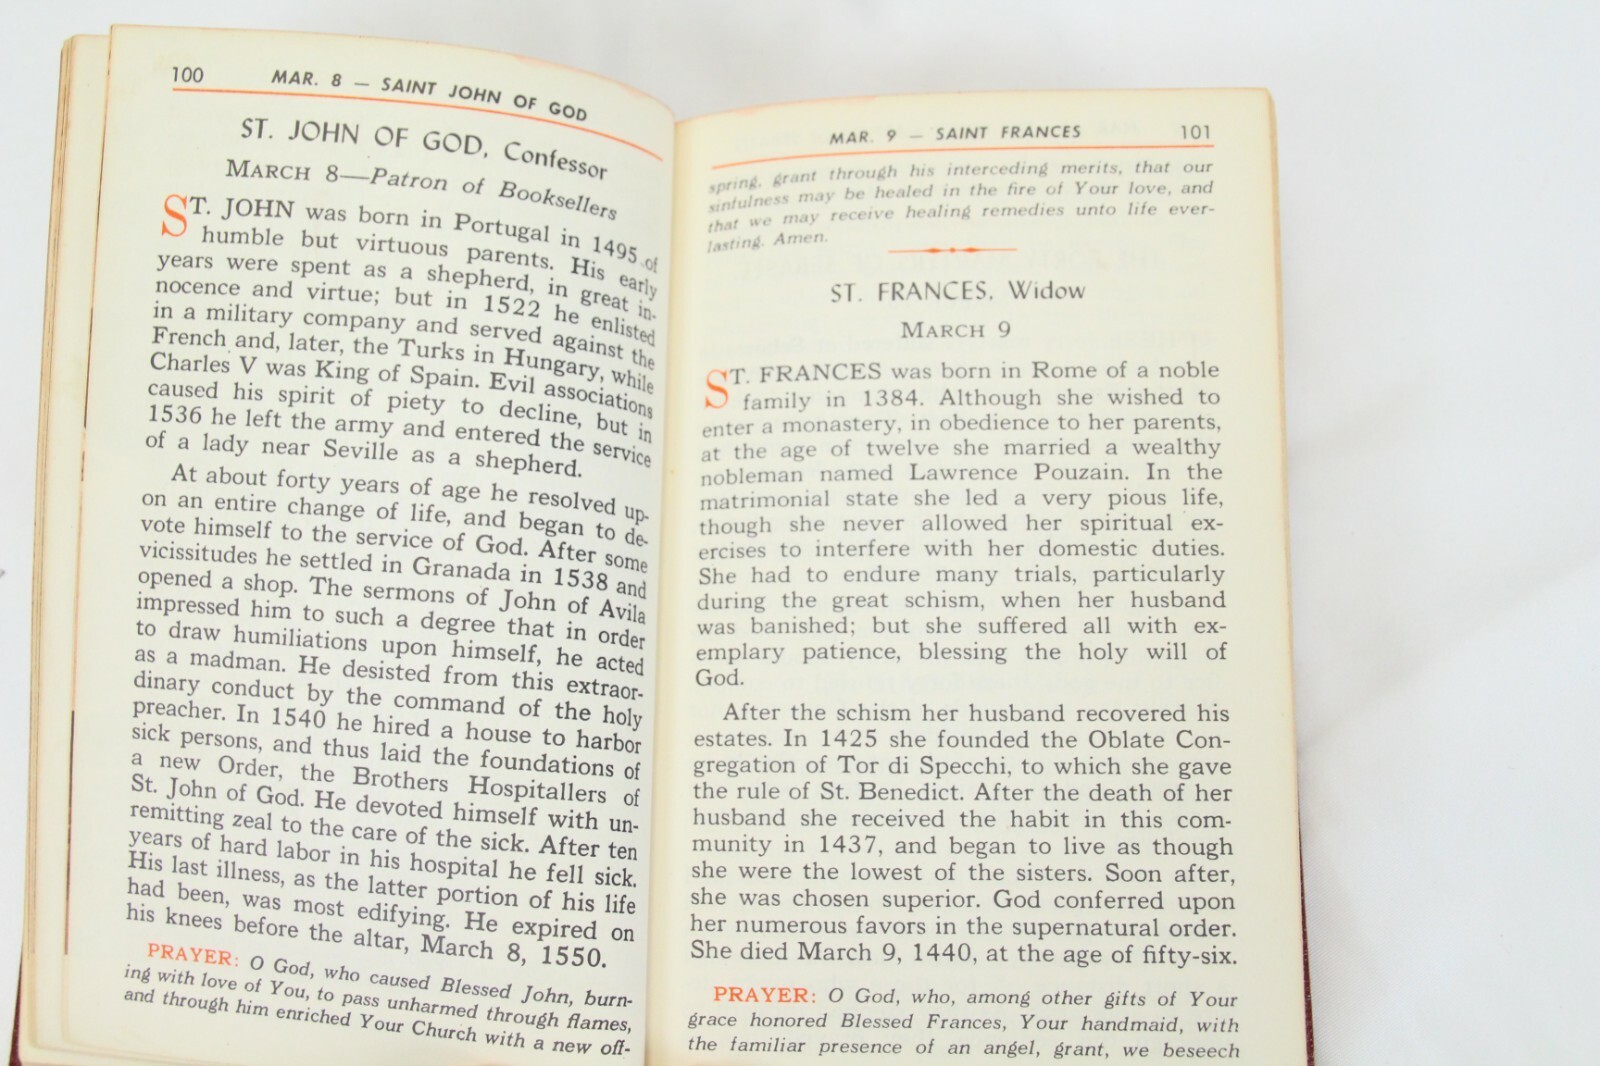 100 MAR. 8 — SAINT JOHN OF GOD
ST. JOHN OF GOD, Confessor
MARCH 8—Patron of Booksellers
ST. JOHN was born in Portugal in 1495 of
humble but virtuous parents. His early
years were spent as a shepherd, in great in-
nocence and virtue; but in 1522 he enlisted
in a military company and served against the
French and, later, the Turks in Hungary, while
Charles V was King of Spain. Evil associations
caused his spirit of piety to decline, but in
1536 he left the army and entered the service
of a lady near Seville as a shepherd.
At about forty years of age he resolved up-
on an entire change of life, and began to de-
vote himself to the service of God. After some
vicissitudes he settled in Granada in 1538 and
opened a shop. The sermons of John of Avila
impressed him to such a degree that in order
to draw humiliations upon himself, he acted
as a madman. He desisted from this extraor-
dinary conduct by the command of the holy
preacher. In 1540 he hired a house to harbor
sick persons, and thus laid the foundations of
a new Order, the Brothers Hospitallers of
St. John of God. He devoted himself with un-
remitting zeal to the care of the sick. After ten
years of hard labor in his hospital he fell sick.
His last illness, as the latter portion of his life
had been, was most edifying. He expired on
his knees before the altar, March 8, 1550.
PRAYER: O God, who caused Blessed John, burn-
ing with love of You, to pass unharmed through flames,
and through him enriched Your Church with a new off-
MAR. 9 — SAINT FRANCES 101
spring, grant through his interceding merits, that our
sinfulness may be healed in the fire of Your love, and
that we may receive healing remedies unto life ever-
lasting. Amen.
ST. FRANCES, Widow
MARCH 9
ST. FRANCES was born in Rome of a noble
family in 1384. Although she wished to
enter a monastery, in obedience to her parents,
at the age of twelve she married a wealthy
nobleman named Lawrence Pouzain. In the
matrimonial state she led a very pious life,
though she never allowed her spiritual ex-
ercises to interfere with her domestic duties.
She had to endure many trials, particularly
during the great schism, when her husband
was banished; but she suffered all with ex-
emplary patience, blessing the holy will of
God.
After the schism her husband recovered his
estates. In 1425 she founded the Oblate Con-
gregation of Tor di Specchi, to which she gave
the rule of St. Benedict. After the death of her
husband she received the habit in this com-
munity in 1437, and began to live as though
she were the lowest of the sisters. Soon after,
she was chosen superior. God conferred upon
her numerous favors in the supernatural order.
She died March 9, 1440, at the age of fifty-six.
PRAYER: O God, who, among other gifts of Your
grace honored Blessed Frances, Your handmaid, with
the familiar presence of an angel, grant, we beseech